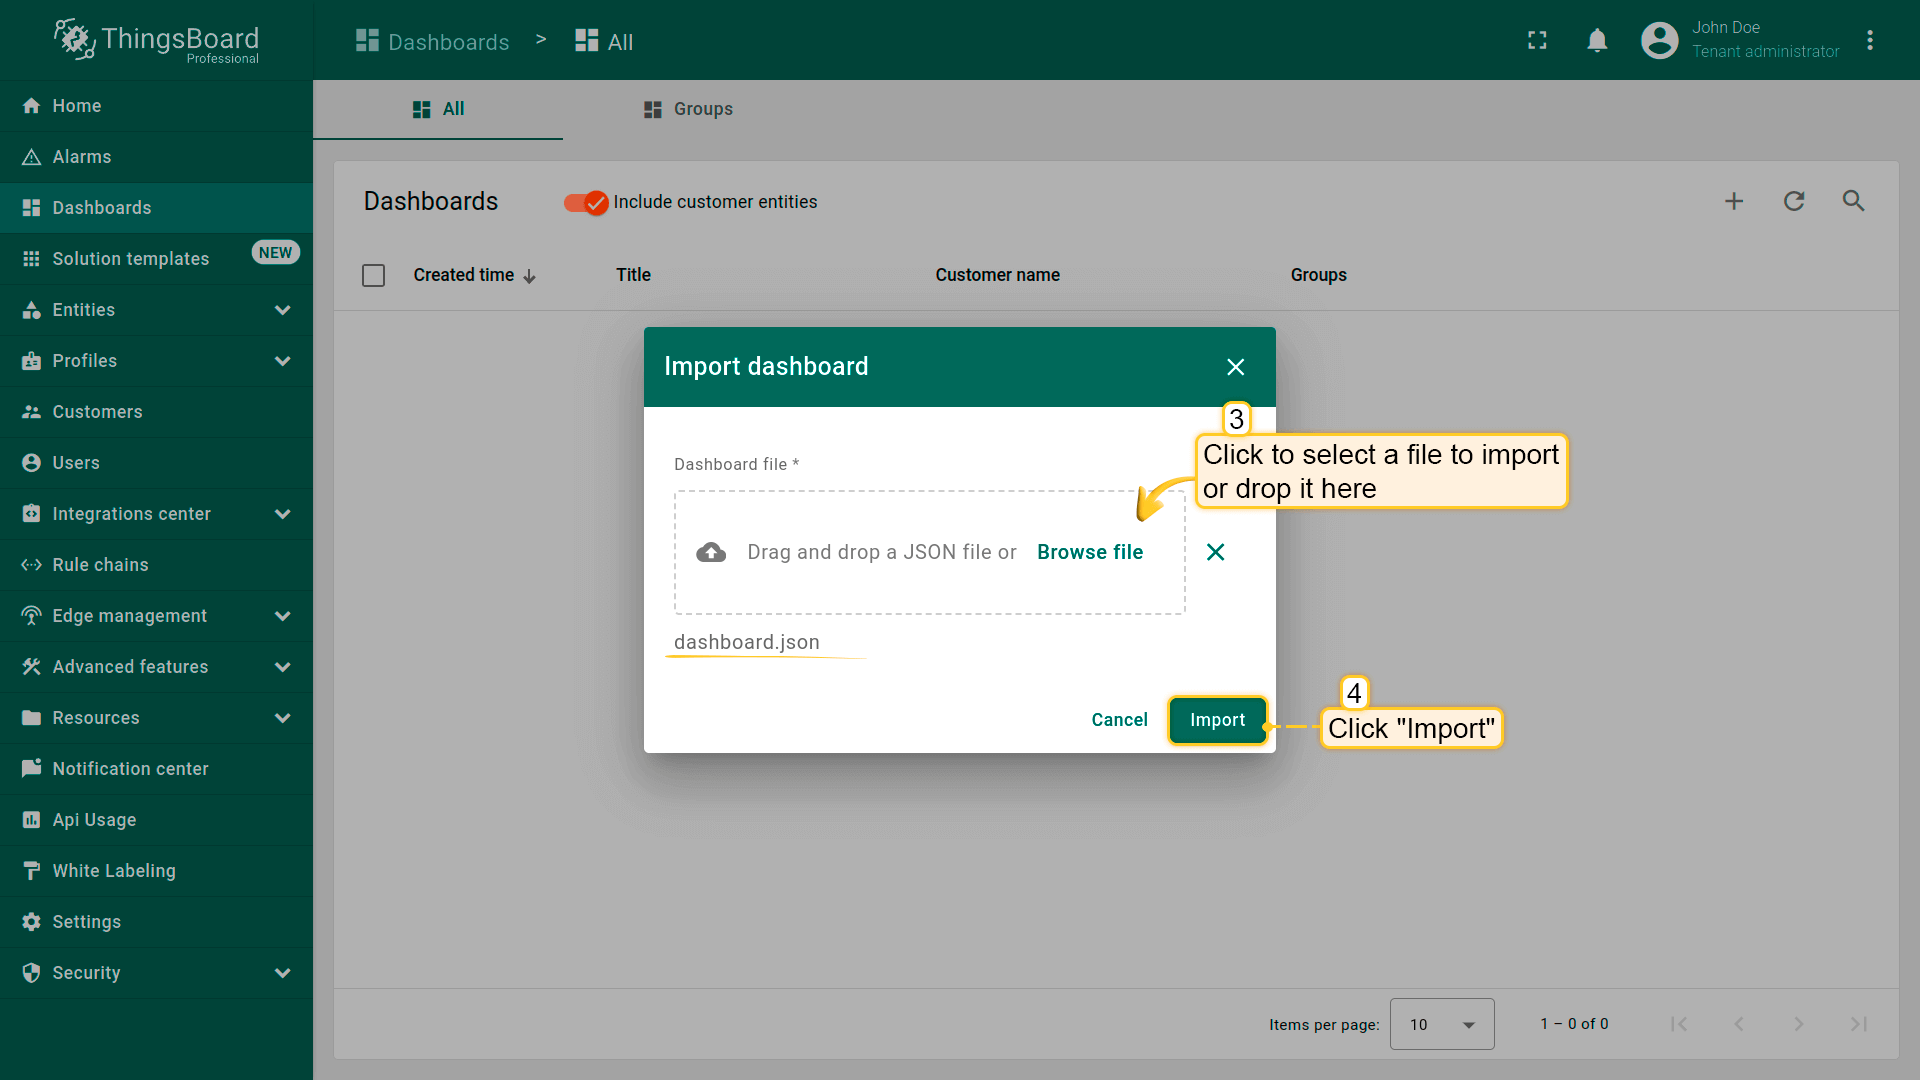 ThingsBoard
Professional
Dashboards > All
John Doe
Tenant administrator
Home
Alarms
Dashboards
Solution templates NEW
Entities
Profiles
Customers
Users
Integrations center
Rule chains
Edge management
Advanced features
Resources
Notification center
Api Usage
White Labeling
Settings
Security
All Groups
Dashboards Include customer entities
Created time Title Customer name Groups
Import dashboard
3
Click to select a file to import
or drop it here
Dashboard file *
Drag and drop a JSON file or Browse file
dashboard.json
4
Cancel Import
Click "Import"
Items per page: 10 1 – 0 of 0